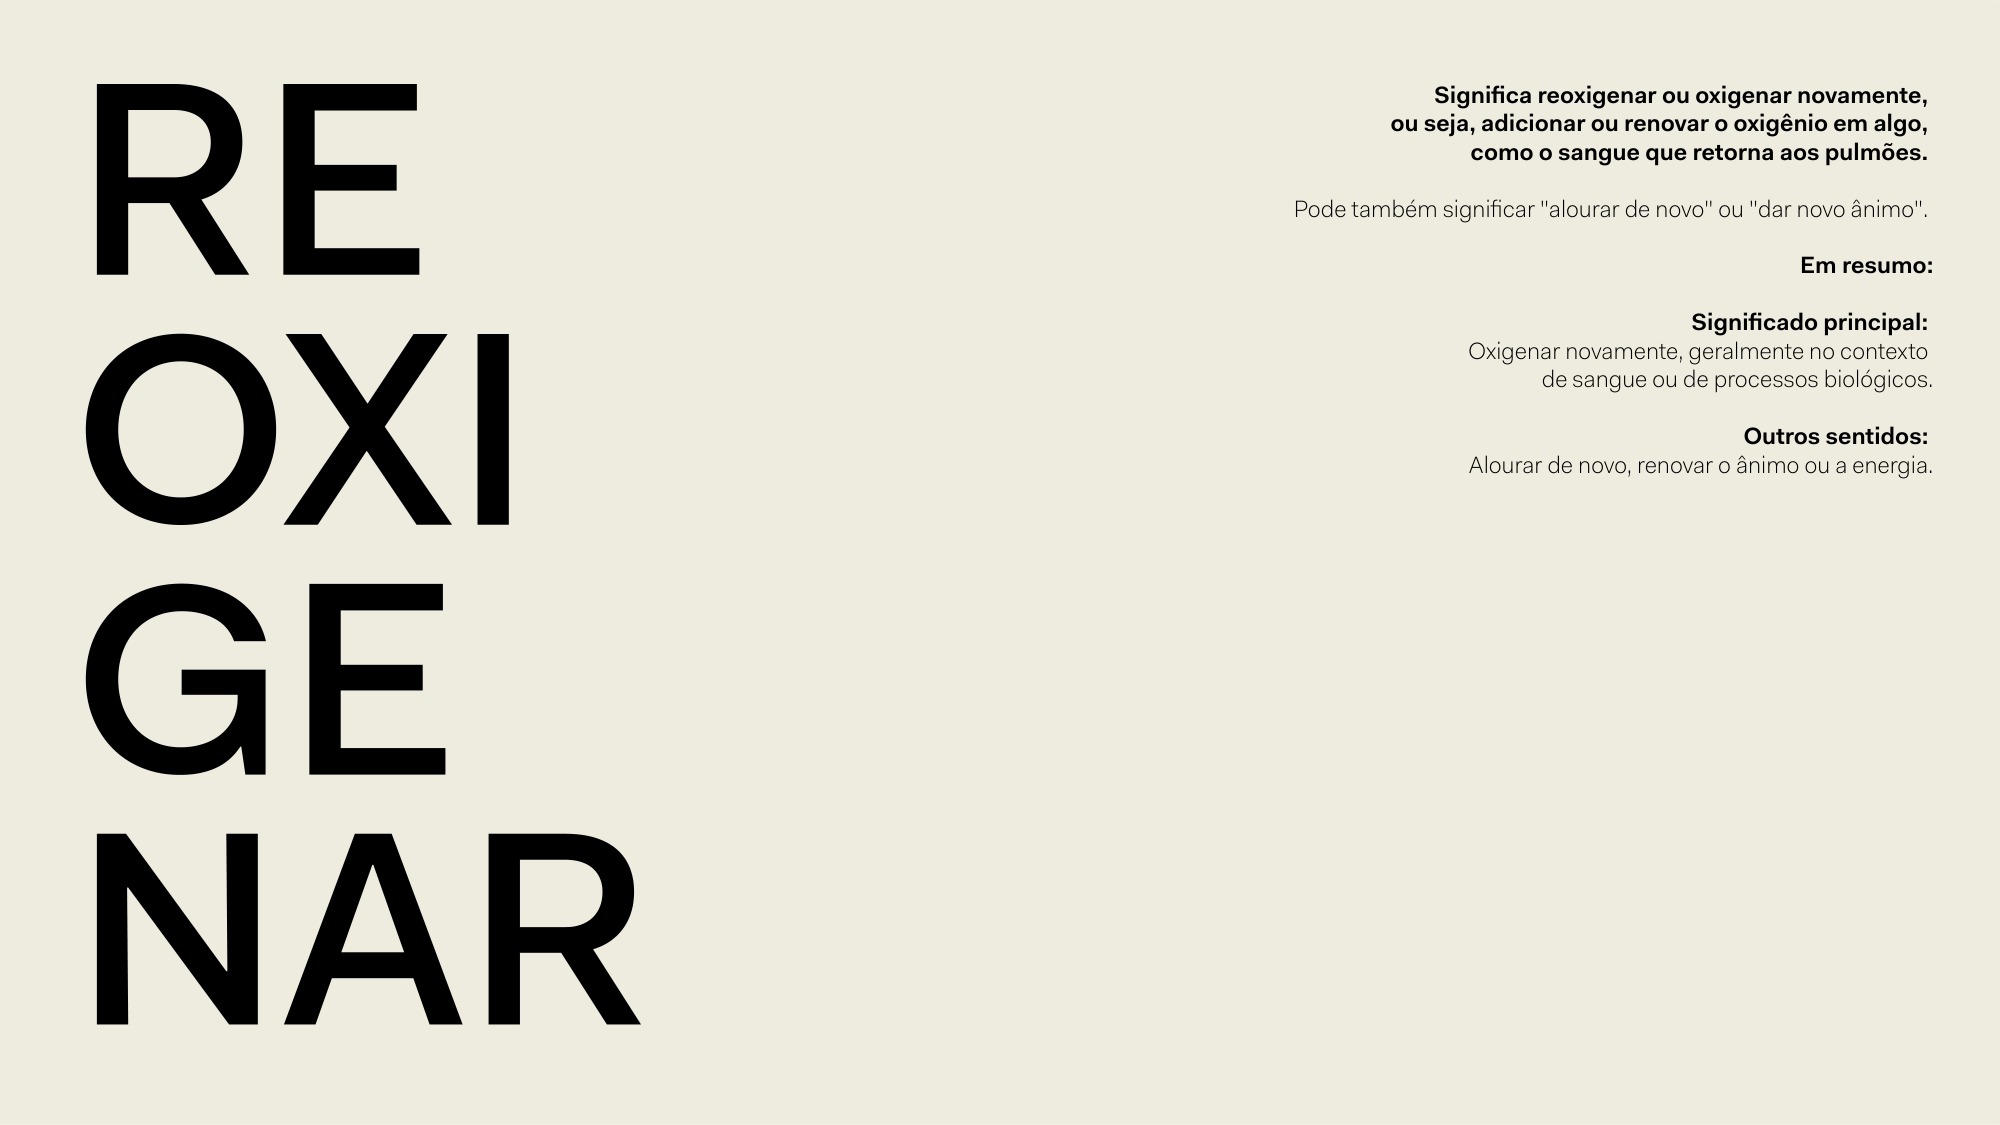 RE
OXI
GE
NAR
Significa reoxigenar ou oxigenar novamente,
ou seja, adicionar ou renovar o oxigênio em algo,
como o sangue que retorna aos pulmões.
Pode também significar "alourar de novo" ou "dar novo ânimo".
Em resumo:
Significado principal:
Oxigenar novamente, geralmente no contexto
de sangue ou de processos biológicos.
Outros sentidos:
Alourar de novo, renovar o ânimo ou a energia.